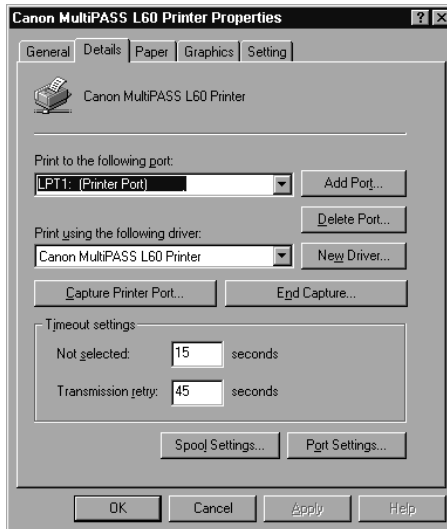 Canon MultiPASS L60 Printer Properties
General Details Paper Graphics Setting
Canon MultiPASS L60 Printer
Print to the following port:
LPT1: (Printer Port) Add Port...
Delete Port...
Print using the following driver:
Canon MultiPASS L60 Printer New Driver...
Capture Printer Port... End Capture...
Timeout settings
Not selected: 15 seconds
Transmission retry: 45 seconds
Spool Settings... Port Settings...
OK Cancel Apply Help